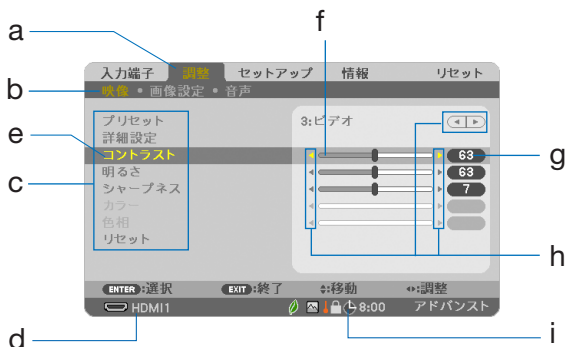 a
f
入力端子 調整 セットアップ 情報 リセット
b
映像 • 画像設定 • 音声
プリセット
3:ビデオ
詳細設定
e
コントラスト
63
g
明るさ
63
c
シャープネス
7
カラー
色相
リセット
h
ENTER:選択 EXIT:終了 :移動 :調整
HDMI1 8:00 アドバンスト
d
i